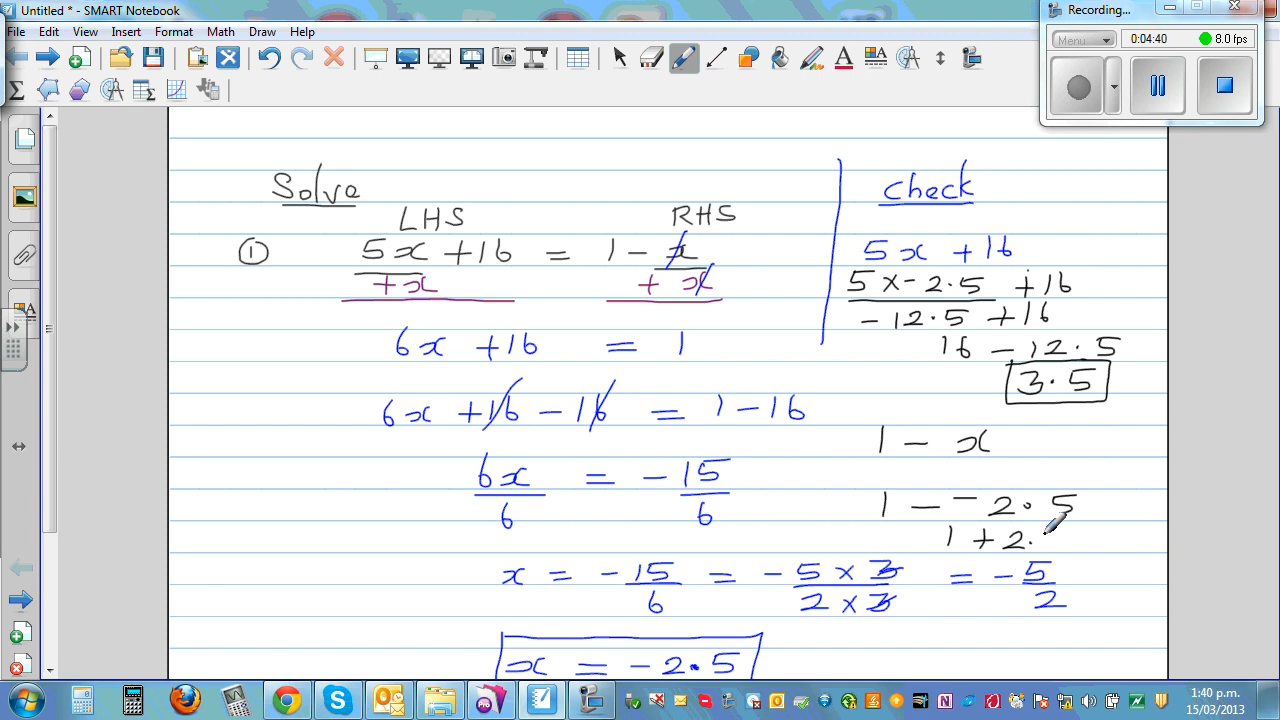 Untitled * - SMART Notebook
File Edit View Insert Format Math Draw Help
Recording...
Menu 0:04:40 8.0 fps
Solve
LHS RHS
① 5x + 16 = 1 - x
+ x + x
6x + 16 = 1
6x + 16 - 16 = 1 - 16
6x/6 = -15/6
x = -15/6 = -5 × 3/2 × 3 = -5/2
x = -2.5
Check
5x + 16
5 x - 2.5 + 16
- 12.5 + 16
16 - 12.5
3.5
1 - x
1 - -2.5
1 + 2.
1:40 p.m.
15/03/2013